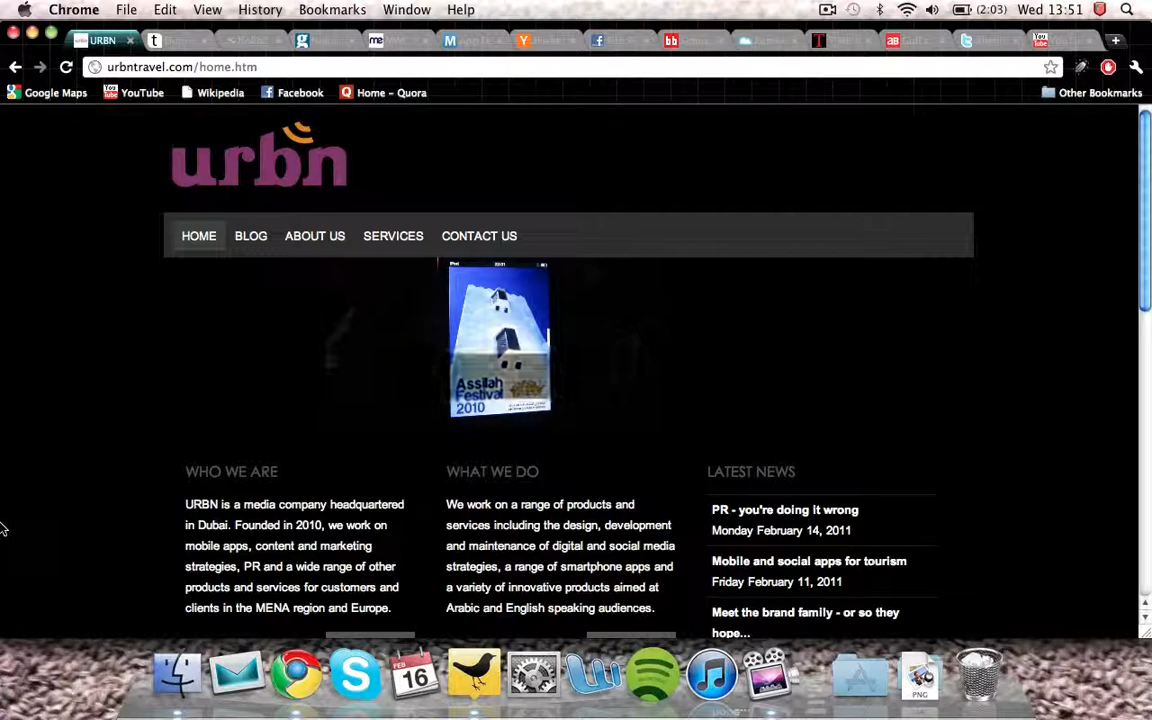 Chrome File Edit View History Bookmarks Window Help (2:03) Wed 13:51
URBN
urbntravel.com/home.htm
Google Maps YouTube Wikipedia Facebook Home – Quora Other Bookmarks
urbn
HOME BLOG ABOUT US SERVICES CONTACT US
Assilah
Festival
2010
WHO WE ARE
URBN is a media company headquartered
in Dubai. Founded in 2010, we work on
mobile apps, content and marketing
strategies, PR and a wide range of other
products and services for customers and
clients in the MENA region and Europe.
WHAT WE DO
We work on a range of products and
services including the design, development
and maintenance of digital and social media
strategies, a range of smartphone apps and
a variety of innovative products aimed at
Arabic and English speaking audiences.
LATEST NEWS
PR - you're doing it wrong
Monday February 14, 2011
Mobile and social apps for tourism
Friday February 11, 2011
Meet the brand family - or so they
hope...
FEB
16
PNG